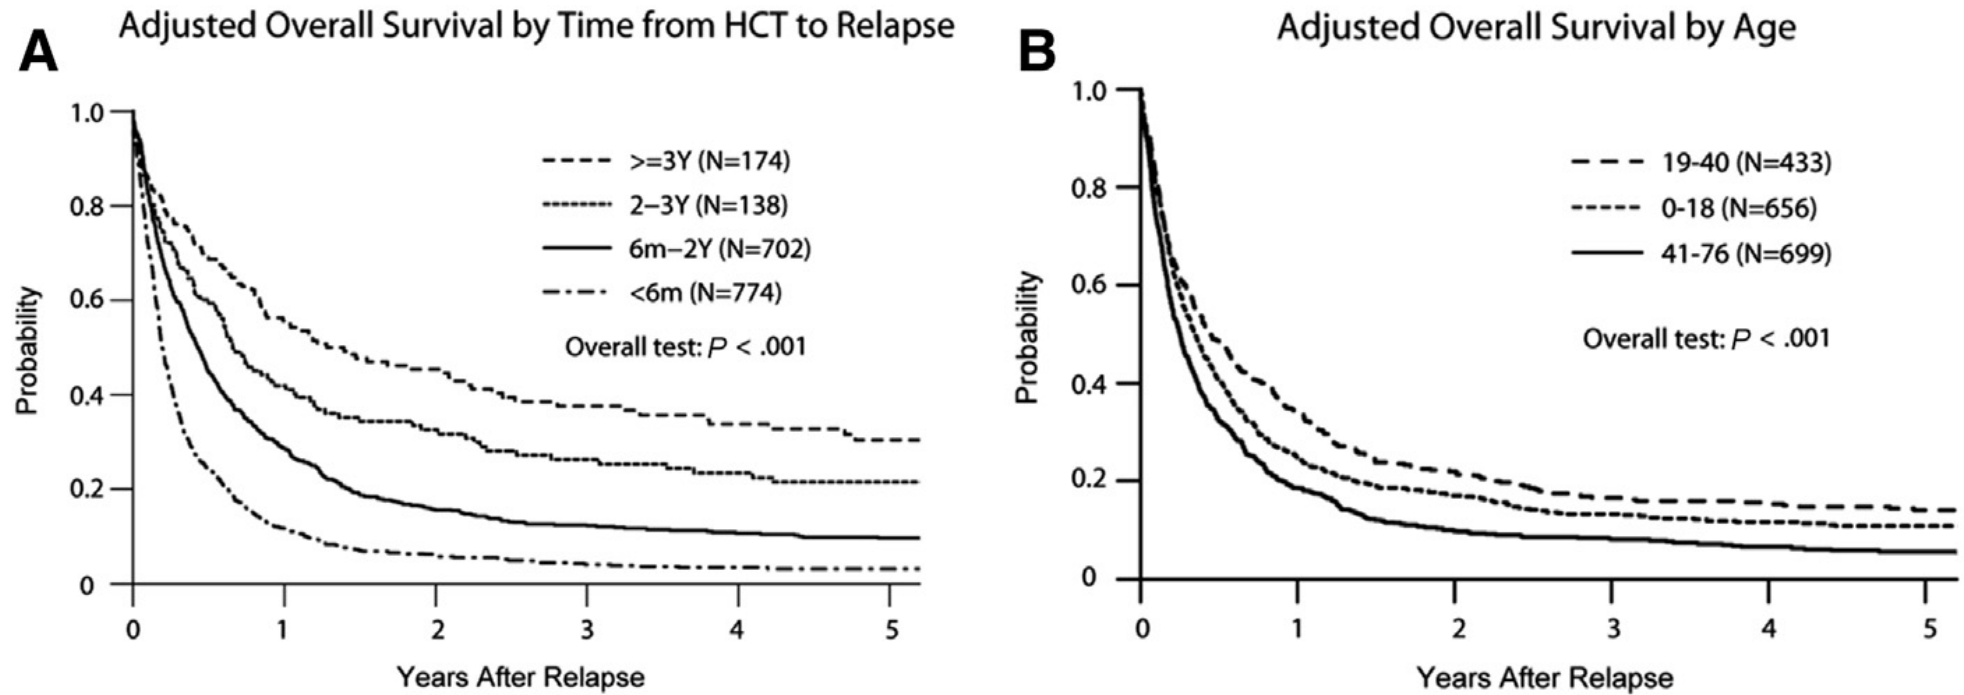 A
Adjusted Overall Survival by Time from HCT to Relapse
1.0
0.8
0.6
0.4
0.2
0
Probability
>=3Y (N=174)
2–3Y (N=138)
6m–2Y (N=702)
<6m (N=774)
Overall test: P < .001
0 1 2 3 4 5
Years After Relapse
B
Adjusted Overall Survival by Age
1.0
0.8
0.6
0.4
0.2
0
Probability
19-40 (N=433)
0-18 (N=656)
41-76 (N=699)
Overall test: P < .001
0 1 2 3 4 5
Years After Relapse